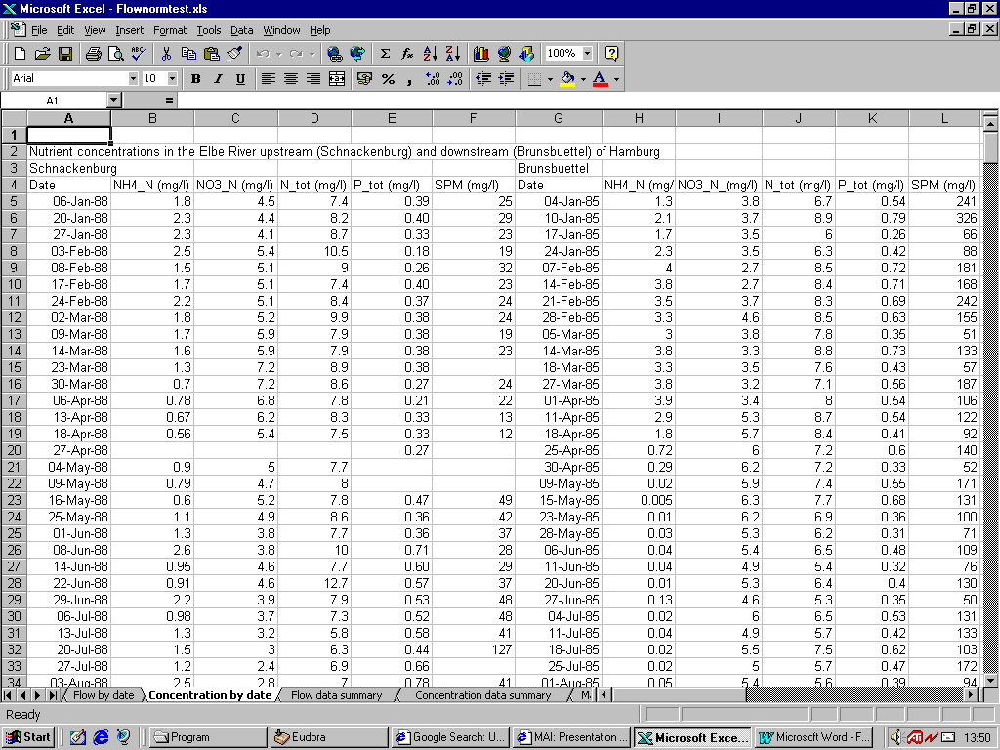 Microsoft Excel - Flownormtest.xls
File Edit View Insert Format Tools Data Window Help
100%
Arial 10 B I U % ,
A1 =
A B C D E F G H I J K L
1
2 Nutrient concentrations in the Elbe River upstream (Schnackenburg) and downstream (Brunsbuettel) of Hamburg
3 Schnackenburg Brunsbuettel
4 Date NH4_N (mg/l) NO3_N (mg/l) N_tot (mg/l) P_tot (mg/l) SPM (mg/l) Date NH4_N (mg/ NO3_N_(mg/l) N_tot (mg/l) P_tot (mg/l) SPM (mg/l)
5 06-Jan-88 1.8 4.5 7.4 0.39 25 04-Jan-85 1.3 3.8 6.7 0.54 241
6 20-Jan-88 2.3 4.4 8.2 0.40 29 10-Jan-85 2.1 3.7 8.9 0.79 326
7 27-Jan-88 2.3 4.1 8.7 0.33 23 17-Jan-85 1.7 3.5 6 0.26 66
8 03-Feb-88 2.5 5.4 10.5 0.18 19 24-Jan-85 2.3 3.5 6.3 0.42 88
9 08-Feb-88 1.5 5.1 9 0.26 32 07-Feb-85 4 2.7 8.5 0.72 181
10 17-Feb-88 1.7 5.1 7.4 0.40 23 14-Feb-85 3.8 2.7 8.4 0.71 168
11 24-Feb-88 2.2 5.1 8.4 0.37 24 21-Feb-85 3.5 3.7 8.3 0.69 242
12 02-Mar-88 1.8 5.2 9.9 0.38 24 28-Feb-85 3.3 4.6 8.5 0.63 155
13 09-Mar-88 1.7 5.9 7.9 0.38 19 05-Mar-85 3 3.8 7.8 0.35 51
14 14-Mar-88 1.6 5.9 7.9 0.38 23 14-Mar-85 3.8 3.3 8.8 0.73 133
15 23-Mar-88 1.3 7.2 8.9 0.38 18-Mar-85 3.3 3.5 7.6 0.43 57
16 30-Mar-88 0.7 7.2 8.6 0.27 24 27-Mar-85 3.8 3.2 7.1 0.56 187
17 06-Apr-88 0.78 6.8 7.8 0.21 22 01-Apr-85 3.9 3.4 8 0.54 106
18 13-Apr-88 0.67 6.2 8.3 0.33 13 11-Apr-85 2.9 5.3 8.7 0.54 122
19 18-Apr-88 0.56 5.4 7.5 0.33 12 18-Apr-85 1.8 5.7 8.4 0.41 92
20 27-Apr-88 0.27 25-Apr-85 0.72 6 7.2 0.6 140
21 04-May-88 0.9 5 7.7 30-Apr-85 0.29 6.2 7.2 0.33 52
22 09-May-88 0.79 4.7 8 09-May-85 0.02 5.9 7.4 0.55 171
23 16-May-88 0.6 5.2 7.8 0.47 49 15-May-85 0.005 6.3 7.7 0.68 131
24 25-May-88 1.1 4.9 8.6 0.36 42 23-May-85 0.01 6.2 6.9 0.36 100
25 01-Jun-88 1.3 3.8 7.7 0.36 37 28-May-85 0.03 5.3 6.2 0.31 71
26 08-Jun-88 2.6 3.8 10 0.71 28 06-Jun-85 0.04 5.4 6.5 0.48 109
27 14-Jun-88 0.95 4.6 7.7 0.60 29 11-Jun-85 0.04 4.9 5.4 0.32 76
28 22-Jun-88 0.91 4.6 12.7 0.57 37 20-Jun-85 0.01 5.3 6.4 0.4 130
29 29-Jun-88 2.2 3.9 7.9 0.53 48 27-Jun-85 0.13 4.6 5.3 0.35 50
30 06-Jul-88 0.98 3.7 7.3 0.52 48 04-Jul-85 0.02 6 6.5 0.53 131
31 13-Jul-88 1.3 3.2 5.8 0.58 41 11-Jul-85 0.04 4.9 5.7 0.42 133
32 20-Jul-88 1.5 3 6.3 0.44 127 18-Jul-85 0.02 5.5 7.5 0.62 103
33 27-Jul-88 1.2 2.4 6.9 0.66 25-Jul-85 0.02 5 5.7 0.47 172
34 03-Aug-88 2.5 2.8 7 0.78 41 01-Aug-85 0.05 5.4 5.6 0.39 94
Flow by date Concentration by date Flow data summary Concentration data summary M
Ready
Start Program Eudora Google Search: U... MAI: Presentation ... Microsoft Exce... Microsoft Word - F... 13:50